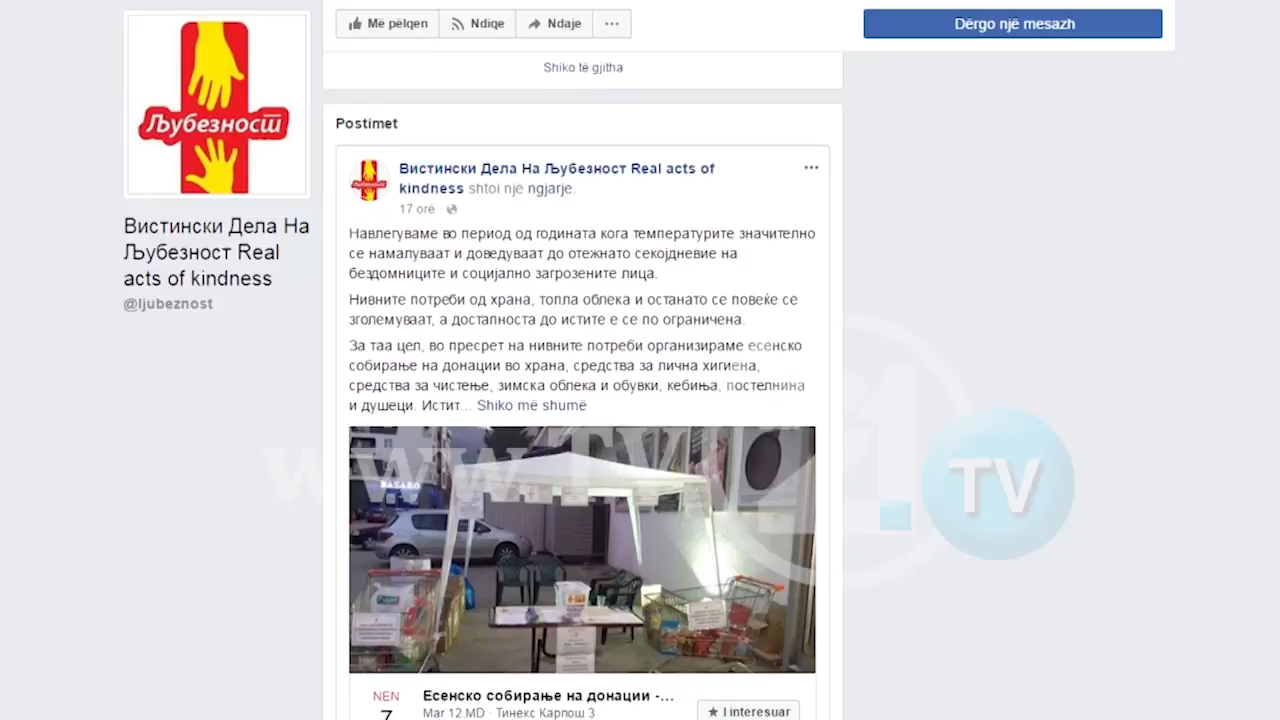 Më pëlqen
Ndiqe
Ndaje
Dërgo një mesazh
Shiko të gjitha
Љубезност
Вистински Дела На
Љубезност Real
acts of kindness
@ljubeznost
Postimet
Вистински Дела На Љубезност Real acts of
kindness shtoi një ngjarje.
17 orë
Навлегуваме во период од годината кога температурите значително
се намалуваат и доведуваат до отежнато секојдневие на
бездомниците и социјално загрозените лица.
Нивните потреби од храна, топла облека и останато се повеќе се
зголемуваат, а достапноста до истите е се по ограничена.
За таа цел, во пресрет на нивните потреби организираме есенско
собирање на донации во храна, средства за лична хигиена,
средства за чистење, зимска облека и обувки, кебиња, постелнина
и душеци. Истит... Shiko më shumë
www.TV21
TV
NËN
7
Есенско собирање на донации -...
Mar 12 MD · Тинекс Карпош 3
I interesuar